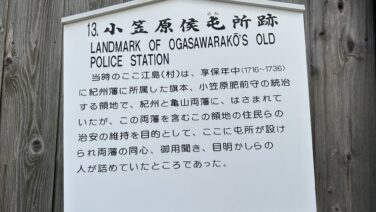 13. 小笠原侯屯所跡
LANDMARK OF OGASAWARAKŌ'S OLD
POLICE STATION
当時のここ江島(村)は、享保年中(1716~1736)
に紀州藩に所属した旗本、小笠原肥前守の統治
する領地で、紀州と亀山両藩に、はさまれて
いたが、この両藩を含むこの領地の住民らの
治安の維持を目的として、ここに屯所が設け
られ両藩の同心、御用聞き、目明かしらの
人が詰めていたところであった。